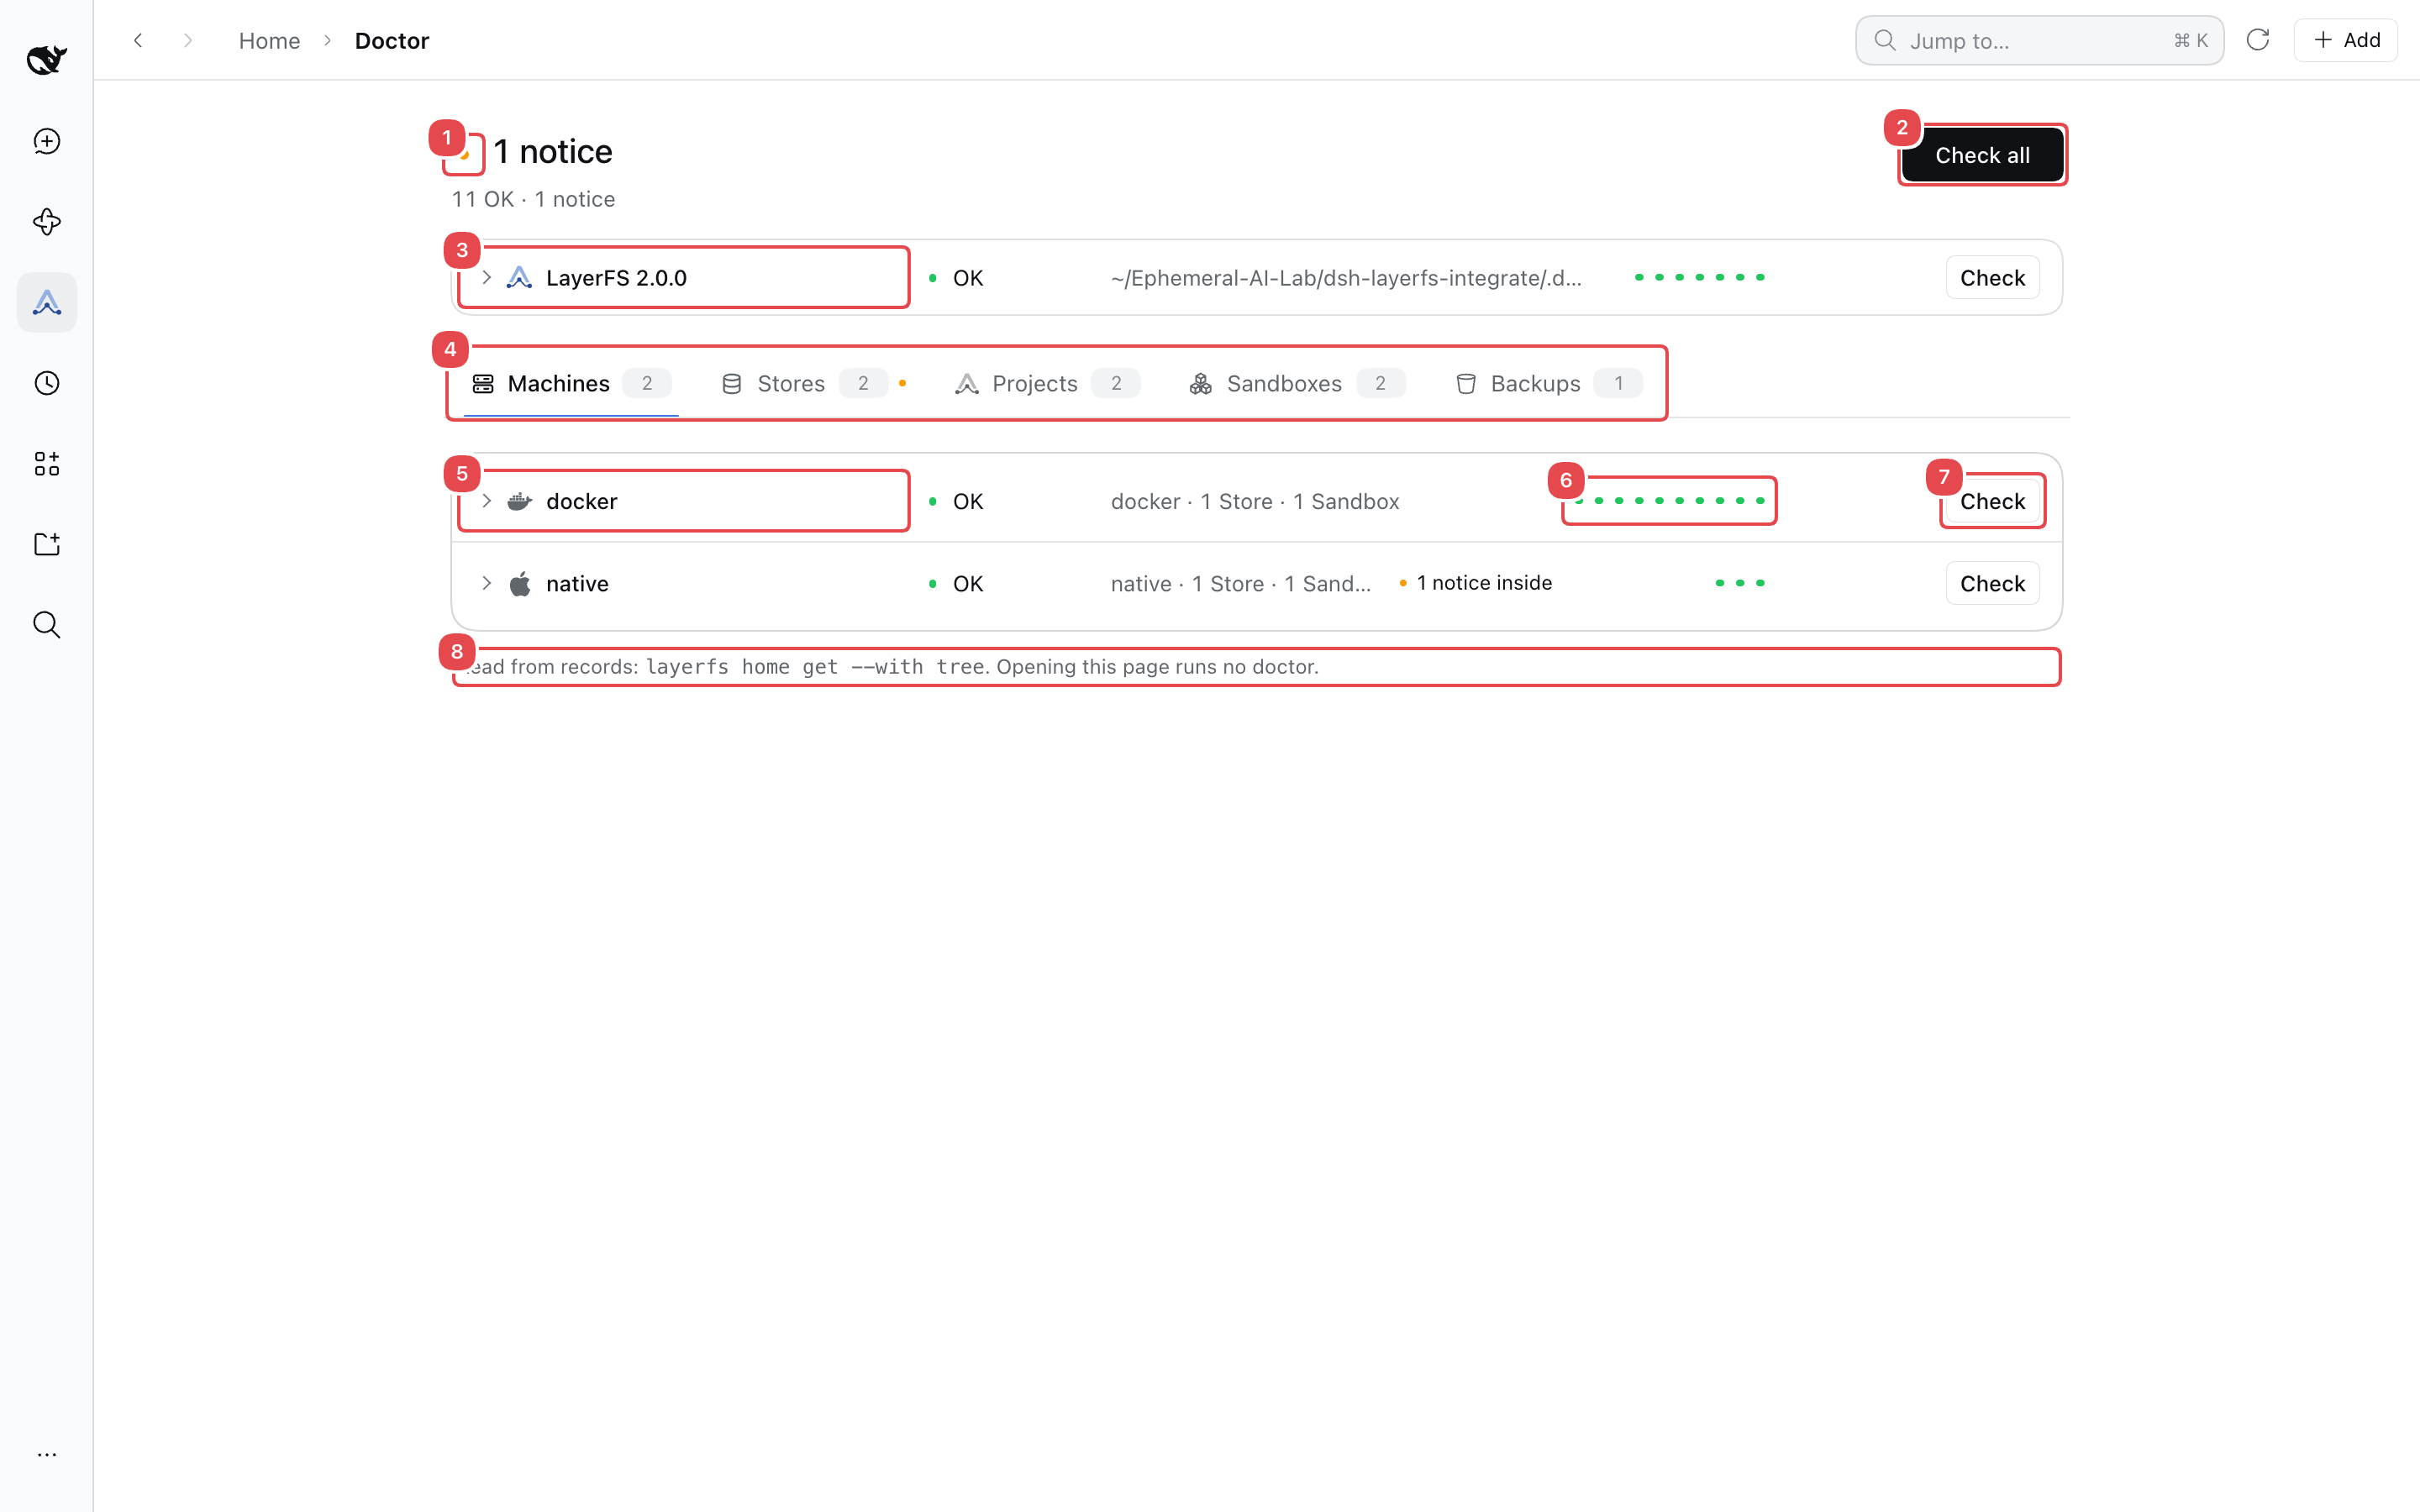 Home > Doctor
Jump to... ⌘ K
+ Add
1
1 notice
2
Check all
11 OK · 1 notice
3
LayerFS 2.0.0 OK ~/Ephemeral-AI-Lab/dsh-layerfs-integrate/.d... Check
4
Machines 2 Stores 2 Projects 2 Sandboxes 2 Backups 1
5
docker OK docker · 1 Store · 1 Sandbox
6
7
Check
native OK native · 1 Store · 1 Sand... 1 notice inside Check
8
ead from records: layerfs home get --with tree. Opening this page runs no doctor.
...